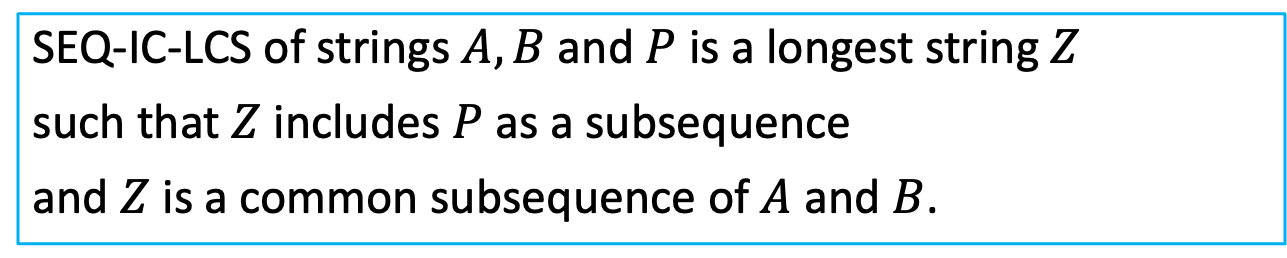 SEQ-IC-LCS of strings A, B and P is a longest string Z
such that Z includes P as a subsequence
and Z is a common subsequence of A and B.